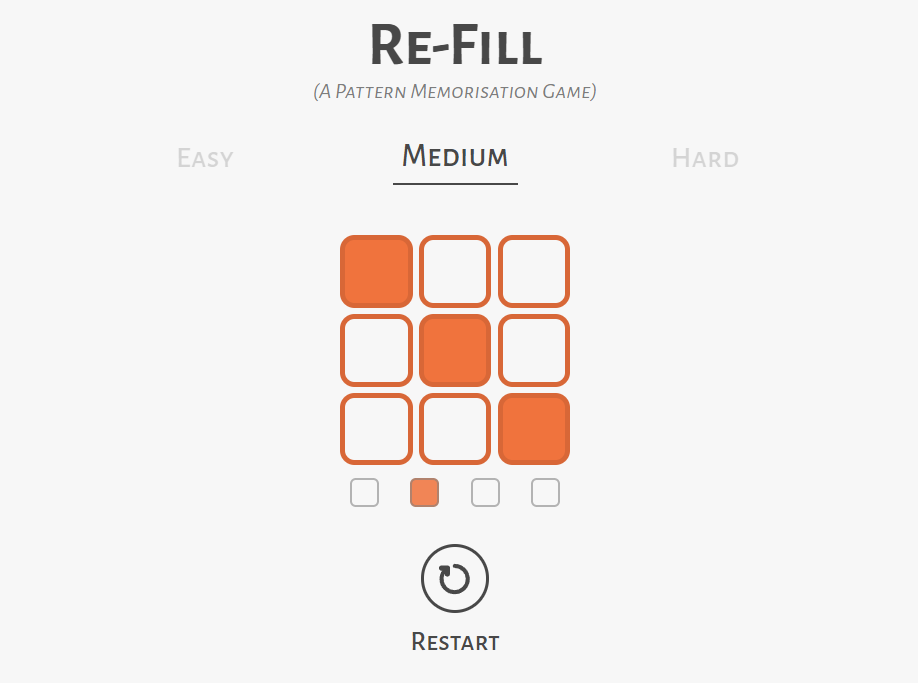 Re-Fill
(A Pattern Memorisation Game)
Easy
Medium
Hard
Restart